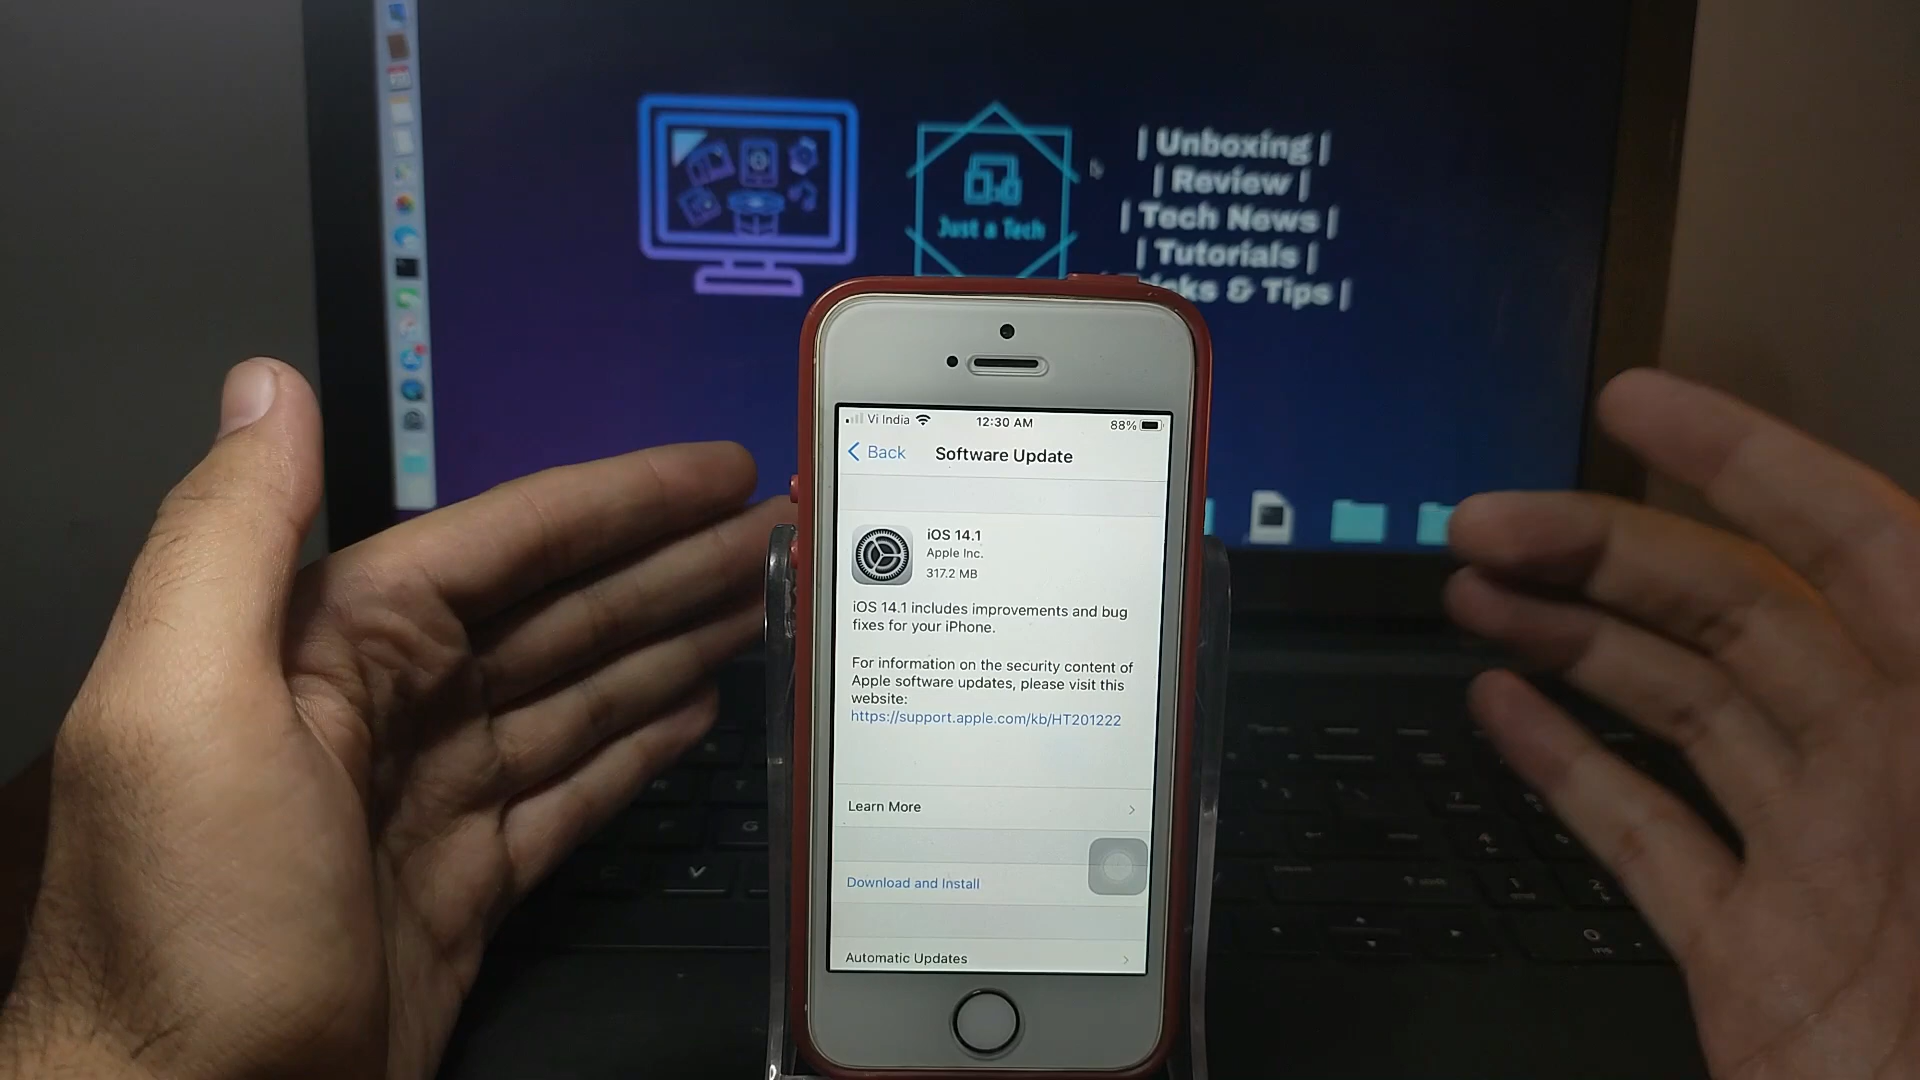 | Unboxing |
| Review |
| Tech News |
| Tutorials |
& Tips |
Just a Tech
Vi India
12:30 AM
88%
Back
Software Update
iOS 14.1
Apple Inc.
317.2 MB
iOS 14.1 includes improvements and bug
fixes for your iPhone.
For information on the security content of
Apple software updates, please visit this
website:
https://support.apple.com/kb/HT201222
Learn More
Download and Install
Automatic Updates
V
G